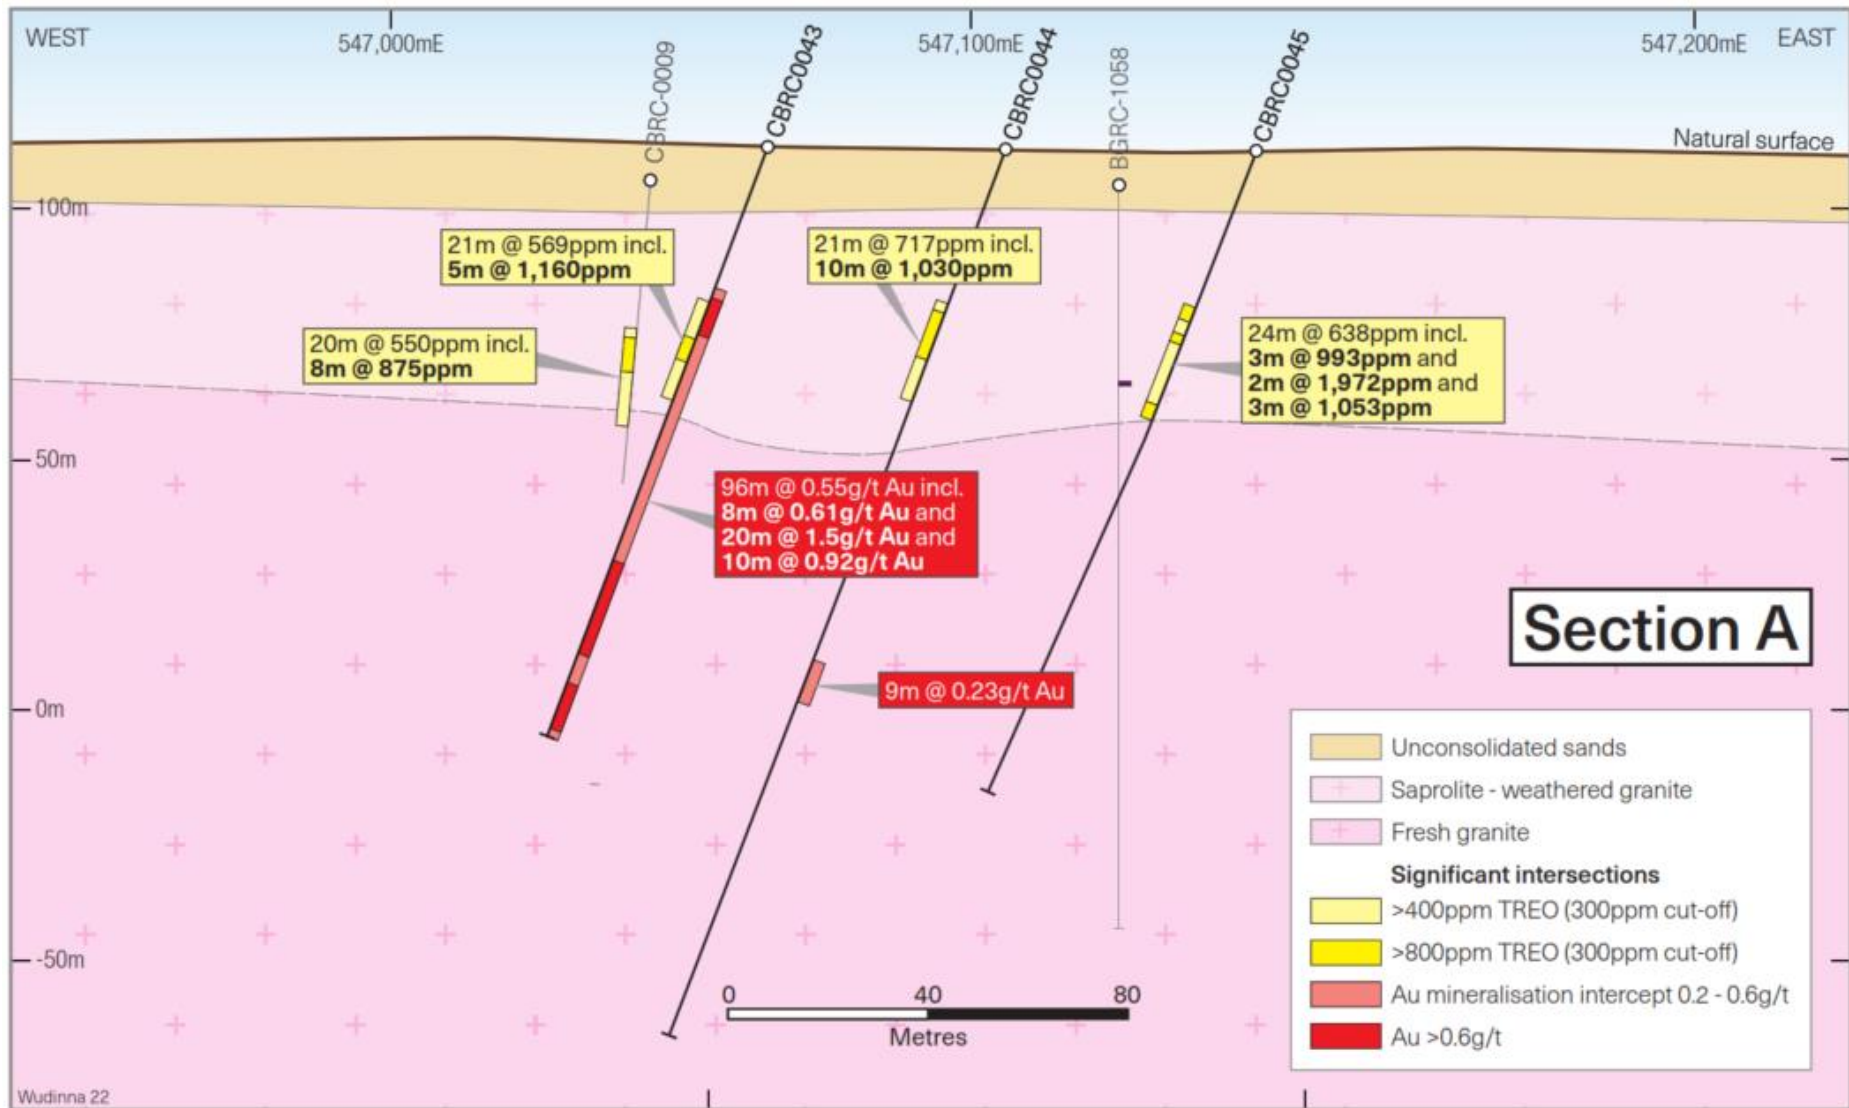 WEST
547,000mE
547,100mE
547,200mE
EAST
CBRC-0009
CBRC0043
CBRC0044
BGRC-1058
CBRC0045
Natural surface
100m
21m @ 569ppm incl.
5m @ 1,160ppm
21m @ 717ppm incl.
10m @ 1,030ppm
20m @ 550ppm incl.
8m @ 875ppm
24m @ 638ppm incl.
3m @ 993ppm and
2m @ 1,972ppm and
3m @ 1,053ppm
50m
96m @ 0.55g/t Au incl.
8m @ 0.61g/t Au and
20m @ 1.5g/t Au and
10m @ 0.92g/t Au
Section A
9m @ 0.23g/t Au
0m
Unconsolidated sands
Saprolite - weathered granite
Fresh granite
Significant intersections
>400ppm TREO (300ppm cut-off)
>800ppm TREO (300ppm cut-off)
Au mineralisation intercept 0.2 - 0.6g/t
Au >0.6g/t
-50m
0 40 80
Metres
Wudinna 22